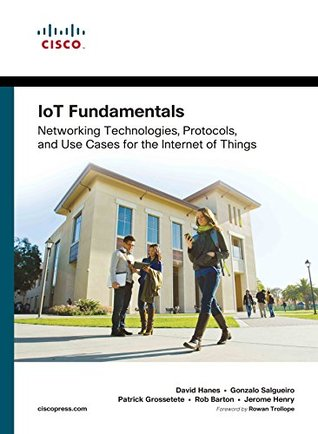 CISCO
IoT Fundamentals
Networking Technologies, Protocols,
and Use Cases for the Internet of Things
David Hanes • Gonzalo Salgueiro
Patrick Grossetete • Rob Barton • Jerome Henry
ciscopress.com
Foreword by Rowan Trollope